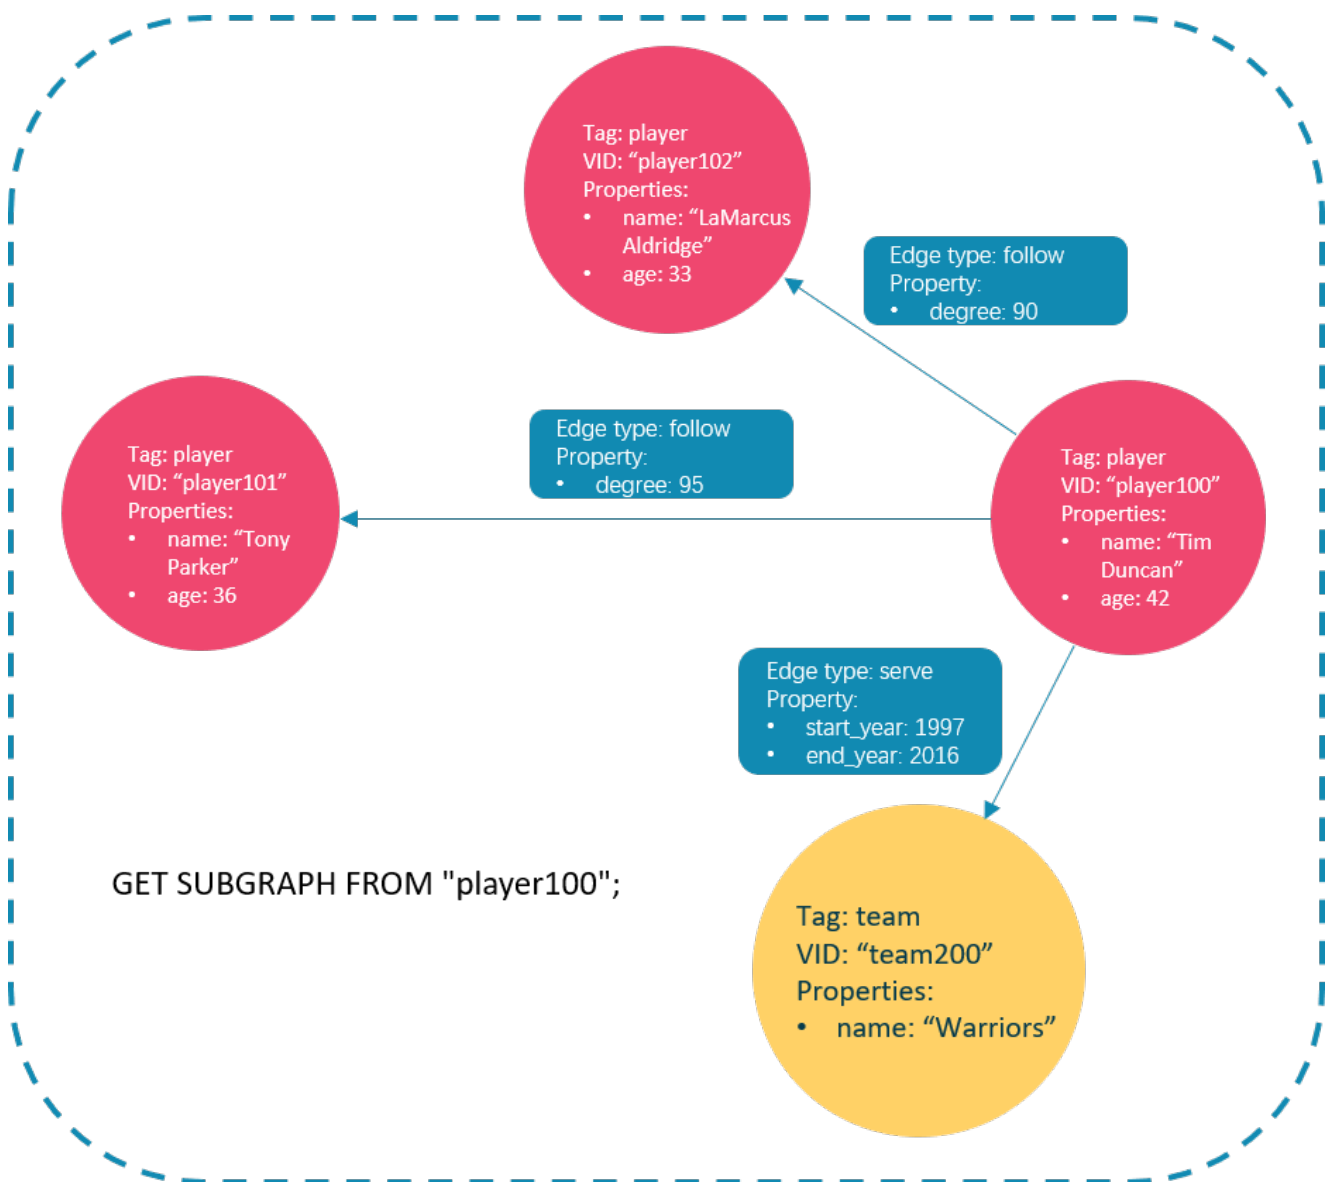 Tag: player
VID: “player102”
Properties:
• name: “LaMarcus
Aldridge”
• age: 33
Edge type: follow
Property:
• degree: 90
Edge type: follow
Property:
• degree: 95
Tag: player
VID: “player101”
Properties:
• name: “Tony
Parker”
• age: 36
Tag: player
VID: “player100”
Properties:
• name: “Tim
Duncan”
• age: 42
Edge type: serve
Property:
• start_year: 1997
• end_year: 2016
GET SUBGRAPH FROM "player100";
Tag: team
VID: “team200”
Properties:
• name: “Warriors”